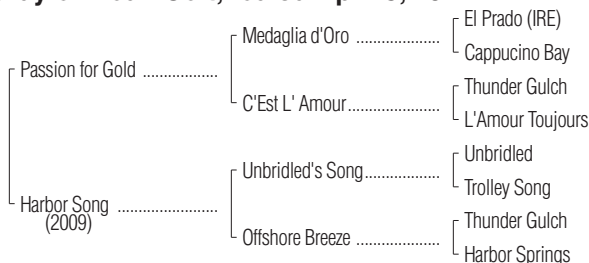 El Prado (IRE)
Medaglia d'Oro ..................
Cappucino Bay
Passion for Gold ..................
Thunder Gulch
C'Est L' Amour......................
L'Amour Toujours
Unbridled
Unbridled's Song..................
Trolley Song
Harbor Song ........................
(2009)
Thunder Gulch
Offshore Breeze ....................
Harbor Springs